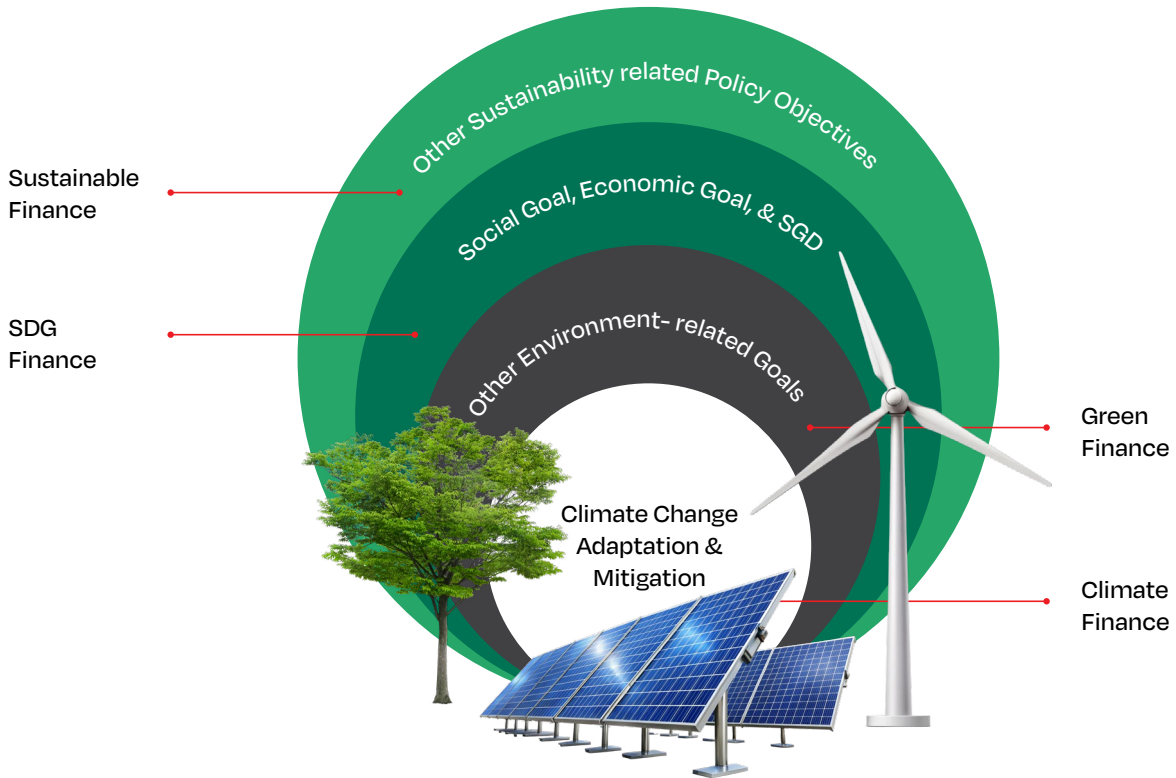 Other Sustainability related Policy Objectives
Sustainable
Finance
Social Goal, Economic Goal, & SGD
SDG
Finance
Other Environment- related Goals
Green
Finance
Climate Change
Adaptation &
Mitigation
Climate
Finance